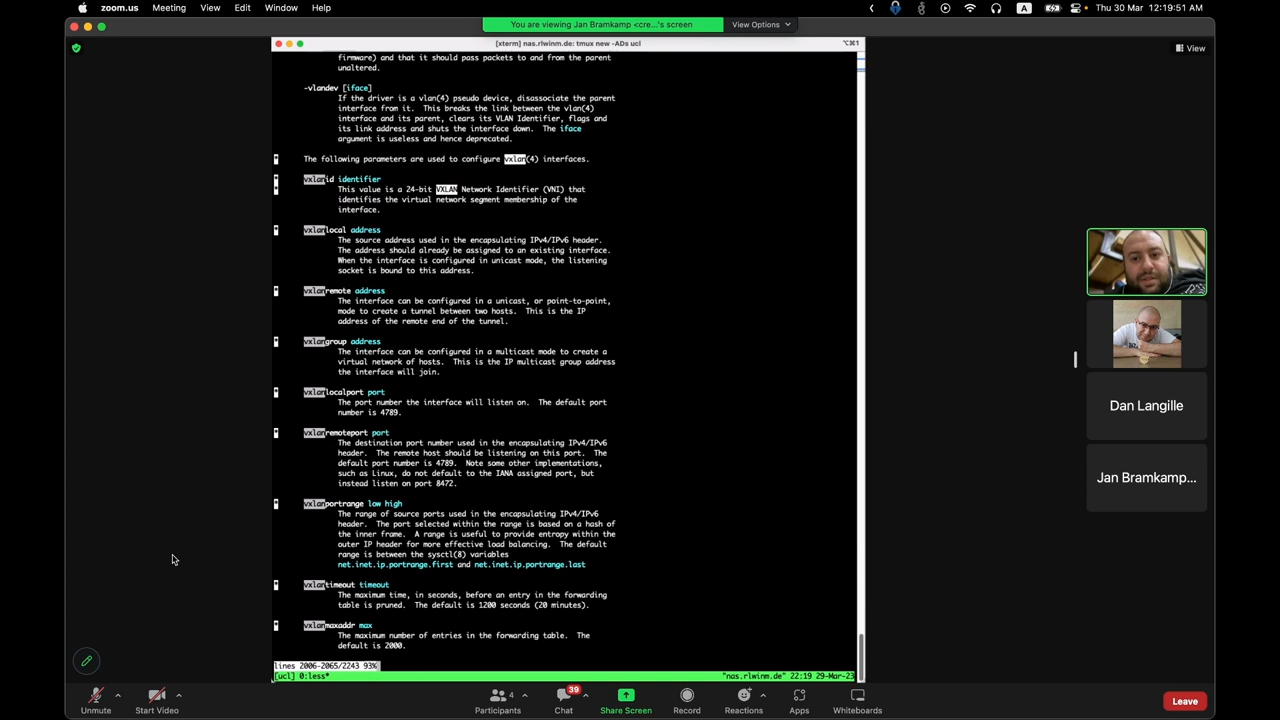 zoom.us Meeting View Edit Window Help
A
Thu 30 Mar 12:19:51 AM
You are viewing Jan Bramkamp <cre...'s screen
View Options
View
[xterm] nas.rlwinm.de: tmux new -ADs ucl
⌥⌘1
firmware) and that it should pass packets to and from the parent
unaltered.
-vlandev [iface]
If the driver is a vlan(4) pseudo device, disassociate the parent
interface from it. This breaks the link between the vlan(4)
interface and its parent, clears its VLAN Identifier, flags and
its link address and shuts the interface down. The iface
argument is useless and hence deprecated.
* The following parameters are used to configure vxlan(4) interfaces.
* vxlanid identifier
* This value is a 24-bit VXLAN Network Identifier (VNI) that
identifies the virtual network segment membership of the
interface.
* vxlanlocal address
The source address used in the encapsulating IPv4/IPv6 header.
The address should already be assigned to an existing interface.
When the interface is configured in unicast mode, the listening
socket is bound to this address.
* vxlanremote address
The interface can be configured in a unicast, or point-to-point,
mode to create a tunnel between two hosts. This is the IP
address of the remote end of the tunnel.
* vxlangroup address
The interface can be configured in a multicast mode to create a
virtual network of hosts. This is the IP multicast group address
the interface will join.
* vxlanlocalport port
The port number the interface will listen on. The default port
number is 4789.
* vxlanremoteport port
The destination port number used in the encapsulating IPv4/IPv6
header. The remote host should be listening on this port. The
default port number is 4789. Note some other implementations,
such as Linux, do not default to the IANA assigned port, but
instead listen on port 8472.
* vxlanportrange low high
The range of source ports used in the encapsulating IPv4/IPv6
header. The port selected within the range is based on a hash of
the inner frame. A range is useful to provide entropy within the
outer IP header for more effective load balancing. The default
range is between the sysctl(8) variables
net.inet.ip.portrange.first and net.inet.ip.portrange.last
* vxlantimeout timeout
The maximum time, in seconds, before an entry in the forwarding
table is pruned. The default is 1200 seconds (20 minutes).
* vxlanmaxaddr max
The maximum number of entries in the forwarding table. The
default is 2000.
lines 2006-2065/2243 93%
[ucl] 0:less* "nas.rlwinm.de" 22:19 29-Mar-23
Dan Langille
Jan Bramkamp...
Unmute
Start Video
4
Participants
39
Chat
Share Screen
Record
Reactions
Apps
Whiteboards
Leave